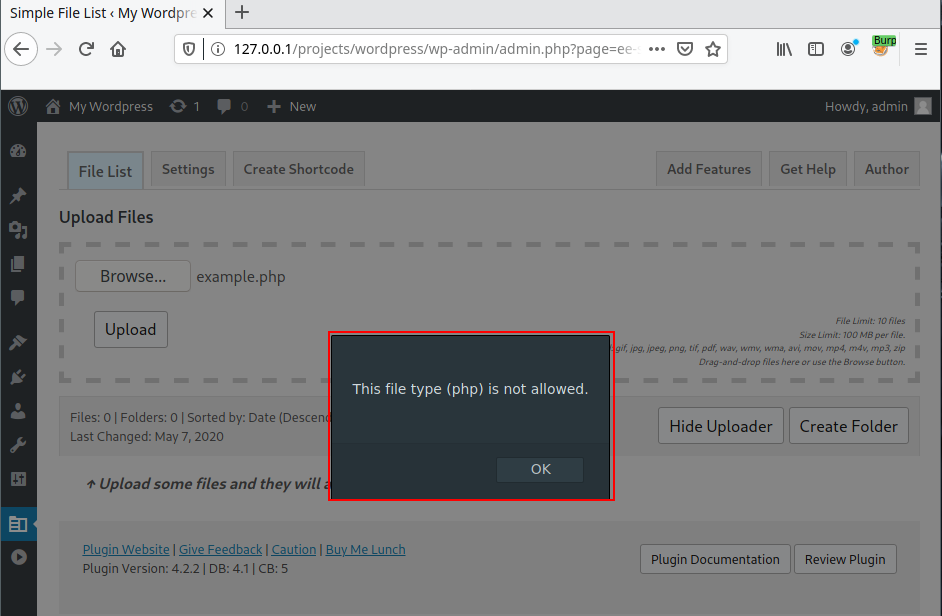 Simple File List ‹ My Wordpre
127.0.0.1/projects/wordpress/wp-admin/admin.php?page=ee-
Burp
My Wordpress 1 0 New Howdy, admin
File List Settings Create Shortcode Add Features Get Help Author
Upload Files
Browse... example.php
Upload
File Limit: 10 files
Size Limit: 100 MB per file.
gif, jpg, jpeg, png, tif, pdf, wav, wmv, wma, avi, mov, mp4, m4v, mp3, zip
Drag-and-drop files here or use the Browse button.
This file type (php) is not allowed.
OK
Files: 0 | Folders: 0 | Sorted by: Date (Descend
Last Changed: May 7, 2020
Hide Uploader Create Folder
↑ Upload some files and they will a
Plugin Website | Give Feedback | Caution | Buy Me Lunch
Plugin Version: 4.2.2 | DB: 4.1 | CB: 5
Plugin Documentation Review Plugin